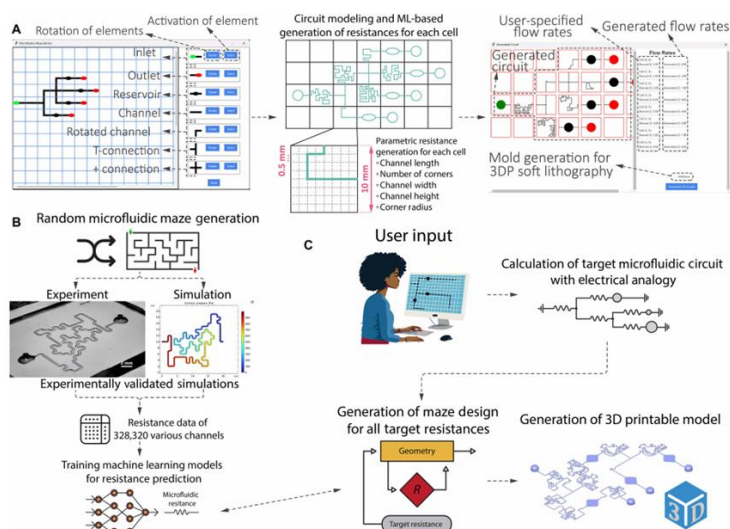 A
Rotation of elements
Activation of element
Inlet
Outlet
Reservoir
Channel
Rotated channel
T-connection
+ connection
Circuit modeling and ML-based
generation of resistances for each cell
0.5 mm
10 mm
Parametric resistance
generation for each cell
• Channel length
• Number of corners
• Channel width
• Channel height
• Corner radius
User-specified
flow rates
Generated flow rates
Generated
circuit
Flow Rates
Mold generation for
3DP soft lithography
B
Random microfluidic maze generation
Experiment
Simulation
Experimentally validated simulations
Resistance data of
328,320 various channels
Training machine learning models
for resistance prediction
Microfluidic
resitance
C
User input
Calculation of target microfluidic circuit
with electrical analogy
Generation of maze design
for all target resistances
Geometry
R
Target resistance
Generation of 3D printable model
3D